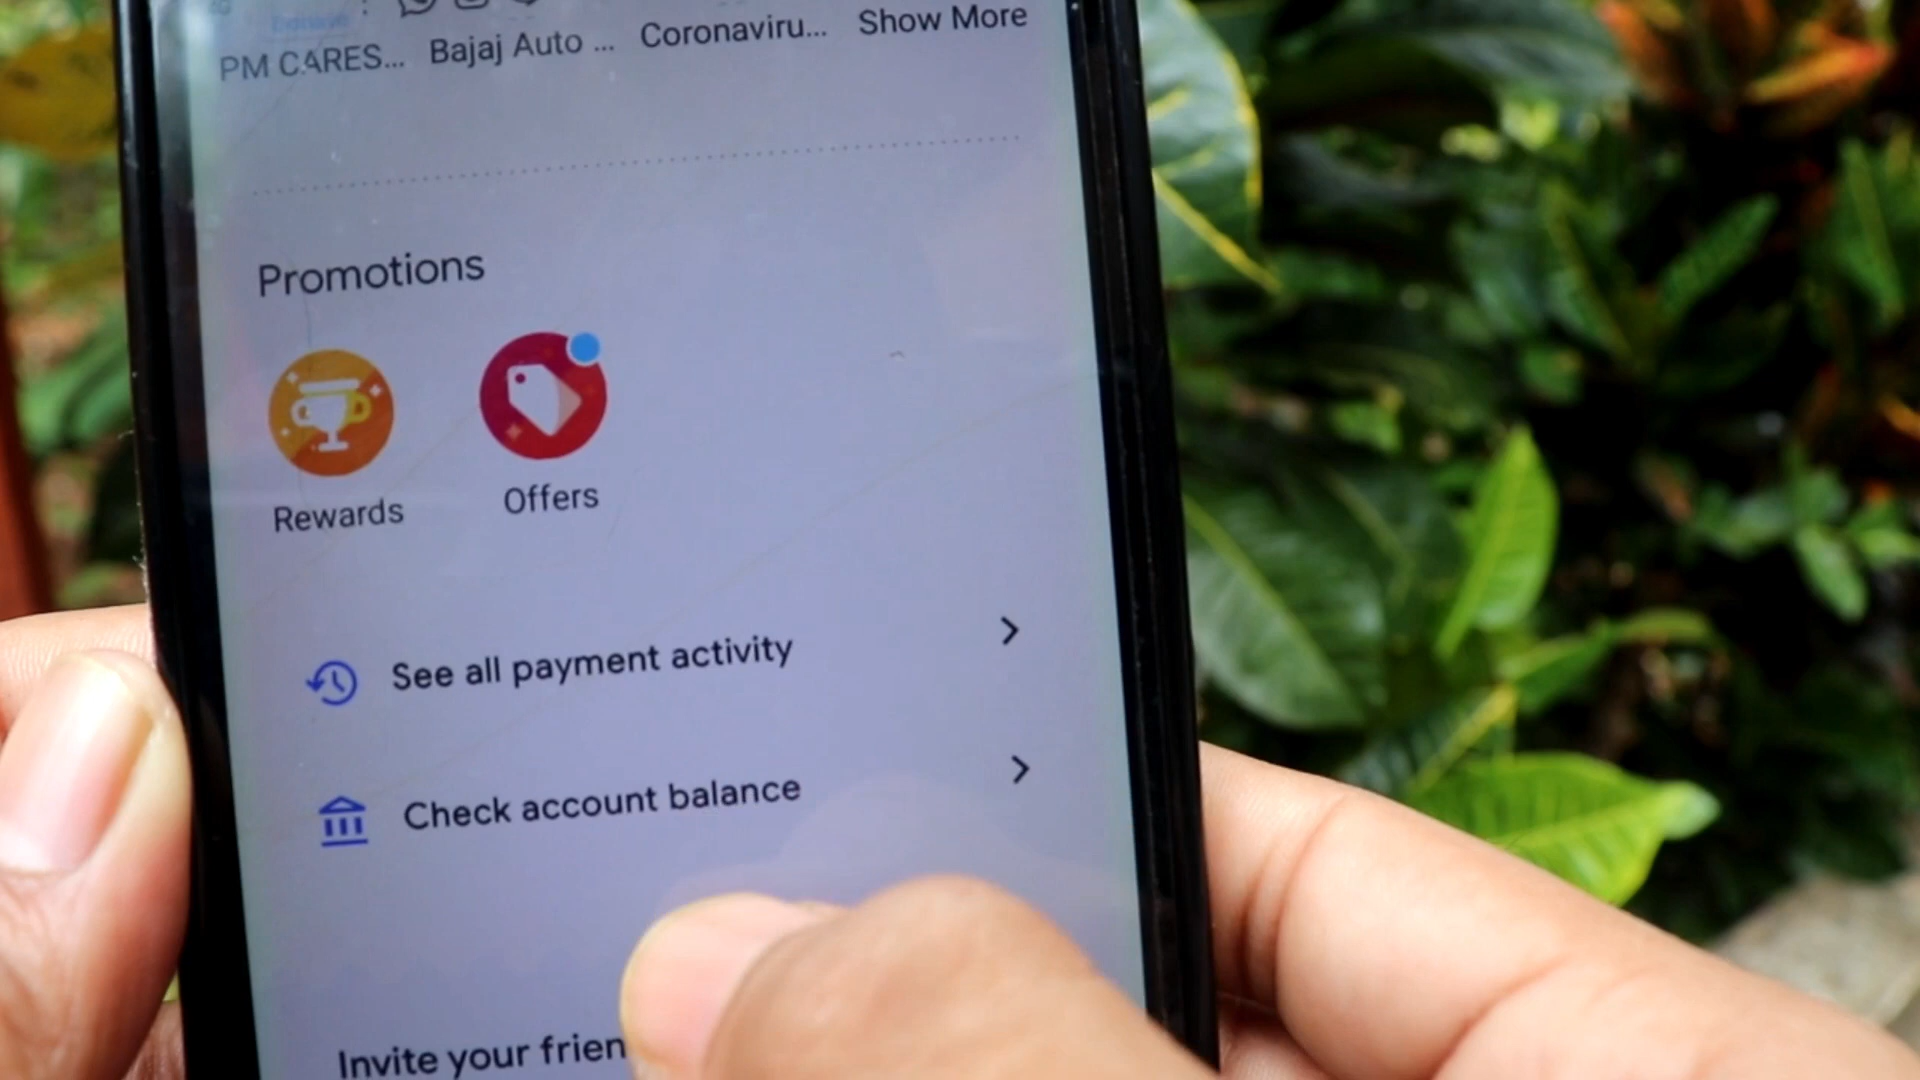 Donate
PM CARES... Bajaj Auto ... Coronaviru... Show More
Promotions
Rewards Offers
See all payment activity
Check account balance
Invite your frien